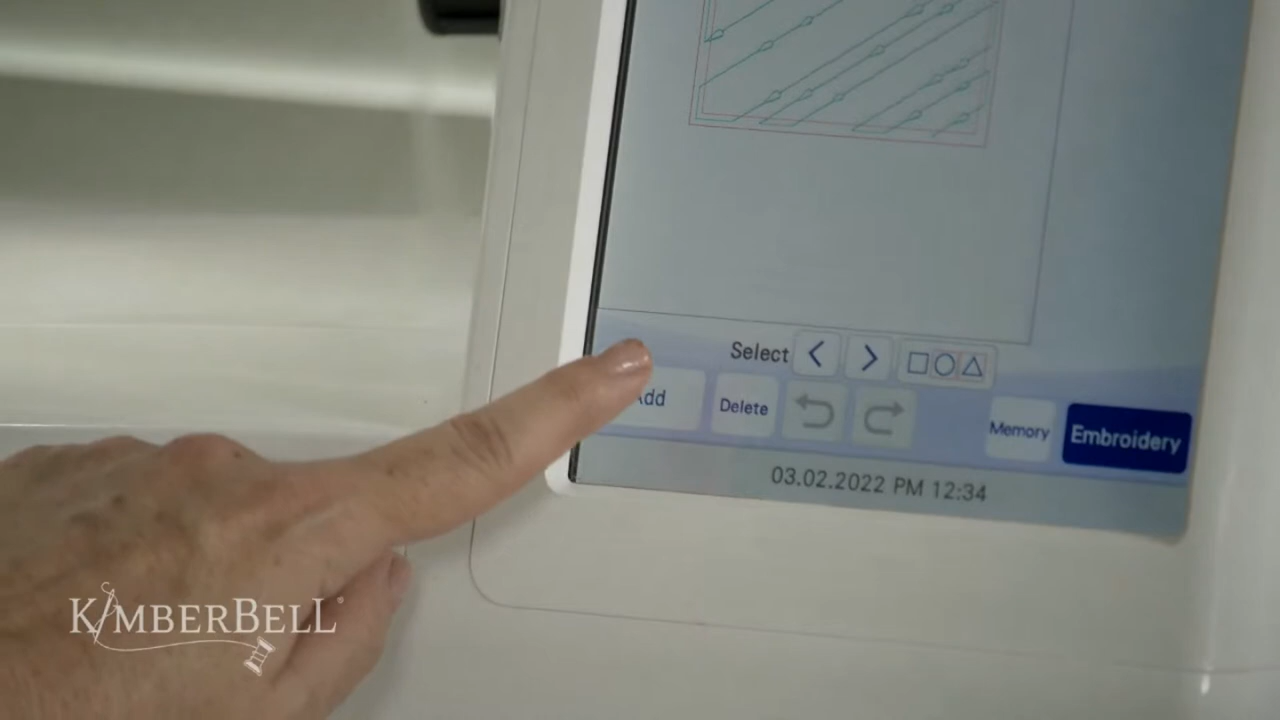 Select
Add
Delete
Memory
Embroidery
03.02.2022 PM 12:34
KIMBERBELL